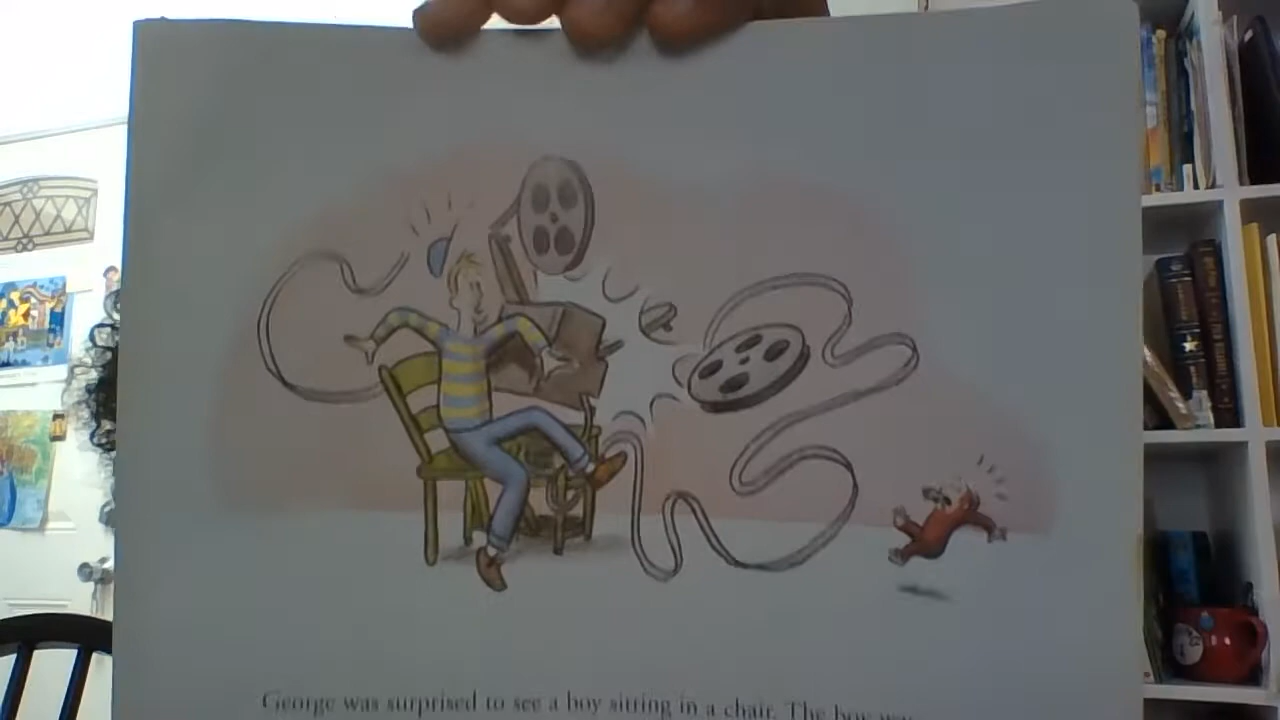 George was surprised to see a boy sitting in a chair. The boy